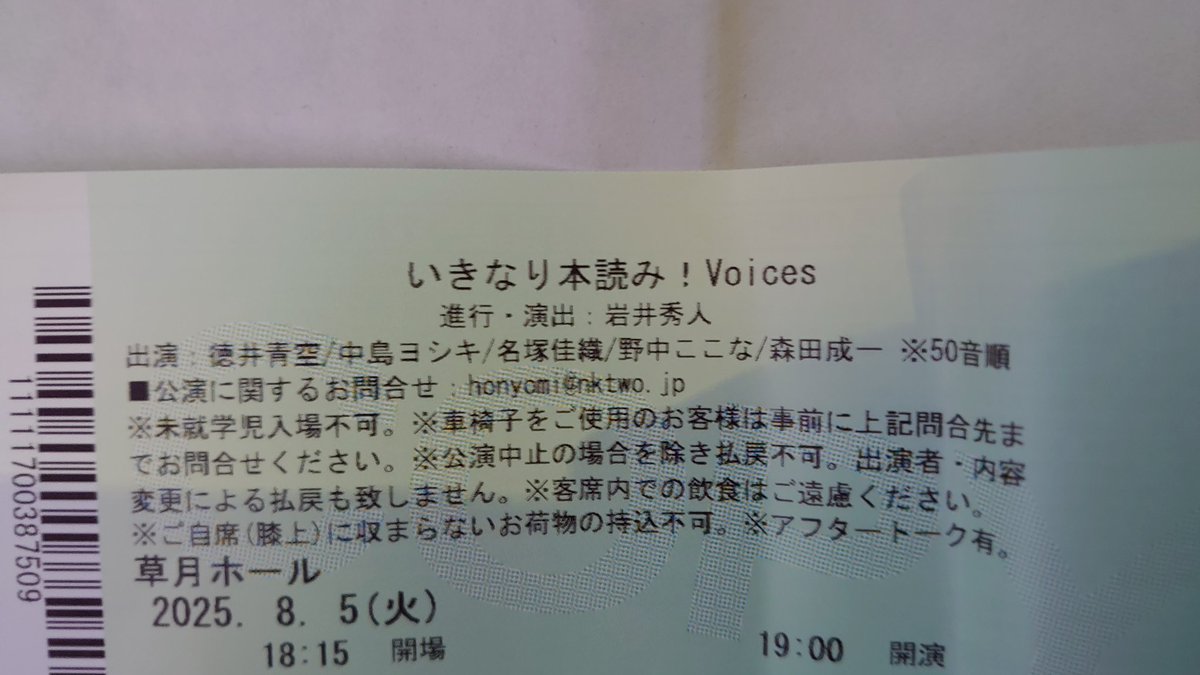 いきなり本読み！Voices
進行・演出：岩井秀人
出演：徳井青空/中島ヨシキ/名塚佳織/野中ここな/森田成一 ※50音順
■公演に関するお問合せ：honyomi@nktwo.jp
※未就学児入場不可。※車椅子をご使用のお客様は事前に上記問合先ま
でお問合せください。※公演中止の場合を除き払戻不可。出演者・内容
変更による払戻も致しません。※客席内での飲食はご遠慮ください。
※ご自席(膝上)に収まらないお荷物の持込不可。※アフタートーク有。
草月ホール
2025. 8. 5(火)
18:15 開場 19:00 開演
11111700387509